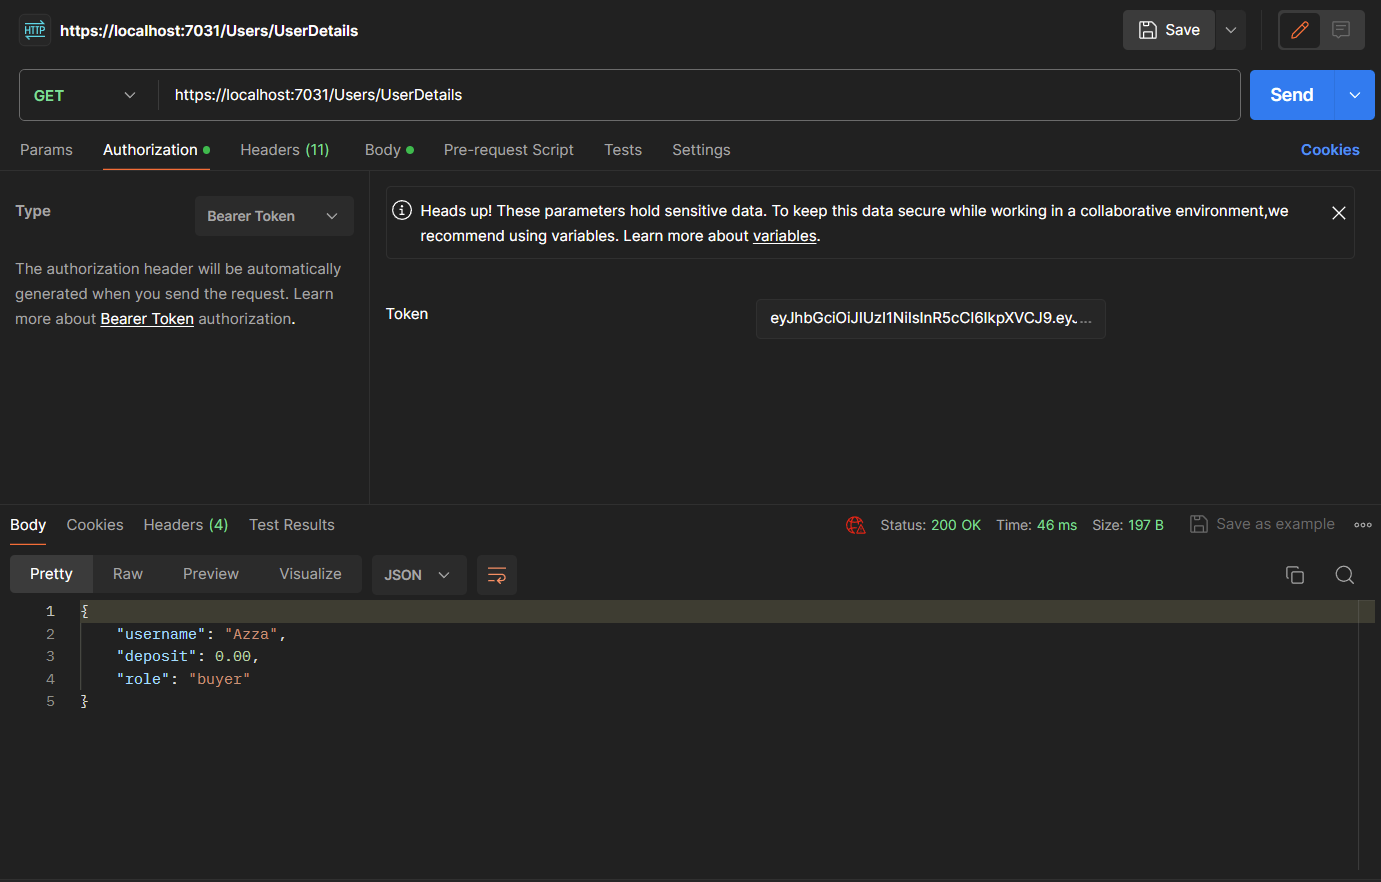 HTTP https://localhost:7031/Users/UserDetails Save
GET https://localhost:7031/Users/UserDetails Send
Params Authorization Headers (11) Body Pre-request Script Tests Settings Cookies
Type Bearer Token
The authorization header will be automatically
generated when you send the request. Learn
more about Bearer Token authorization.
Heads up! These parameters hold sensitive data. To keep this data secure while working in a collaborative environment,we
recommend using variables. Learn more about variables.
Token eyJhbGciOiJIUzI1NiIsInR5cCI6IkpXVCJ9.eyJ...
Body Cookies Headers (4) Test Results Status: 200 OK Time: 46 ms Size: 197 B Save as example
Pretty Raw Preview Visualize JSON
1 {
2 "username": "Azza",
3 "deposit": 0.00,
4 "role": "buyer"
5 }